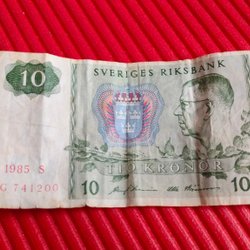 10
SVERIGES RIKSBANK
1985 S
G 741200
TIO KRONOR
10
10